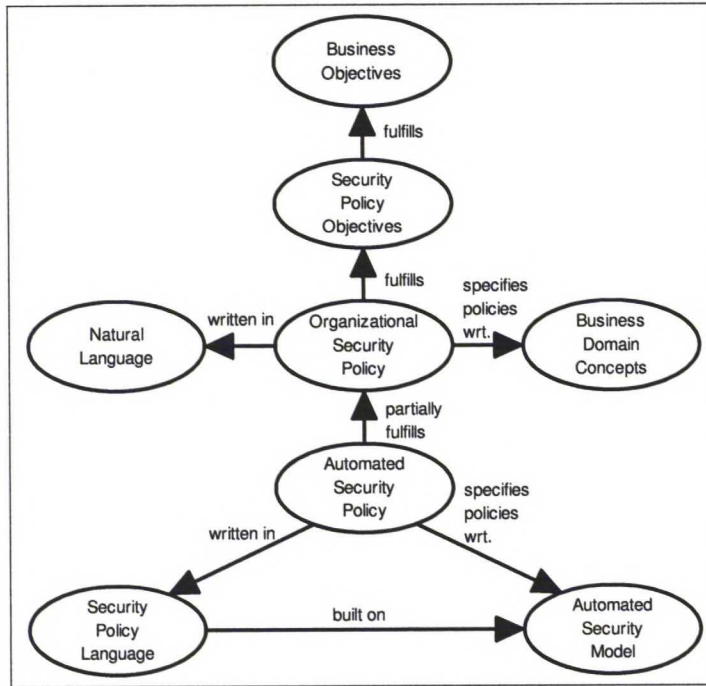 Business
Objectives
fulfills
Security
Policy
Objectives
fulfills
specifies
policies
wrt.
written in
Natural
Language
Organizational
Security
Policy
Business
Domain
Concepts
partially
fulfills
Automated
Security
Policy
specifies
policies
wrt.
written in
Security
Policy
Language
built on
Automated
Security
Model